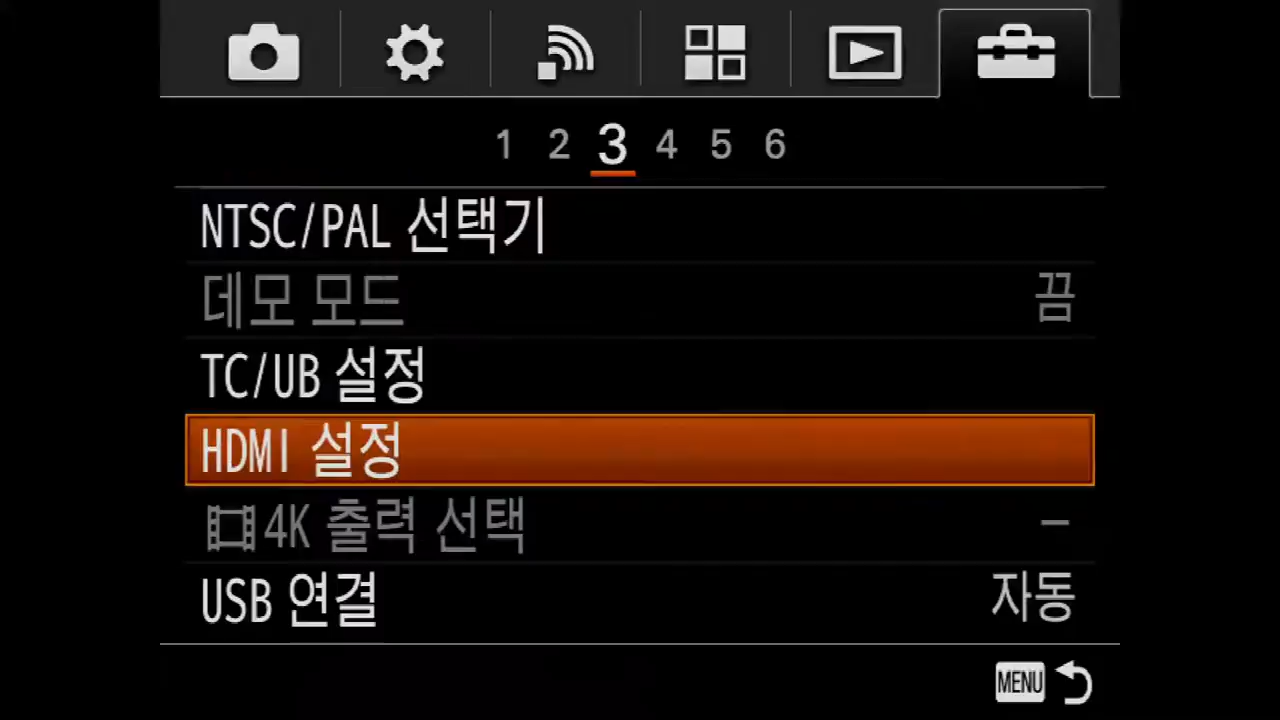 1 2 3 4 5 6
NTSC/PAL 선택기
데모 모드 끔
TC/UB 설정
HDMI 설정
4K 출력 선택 –
USB 연결 자동
MENU